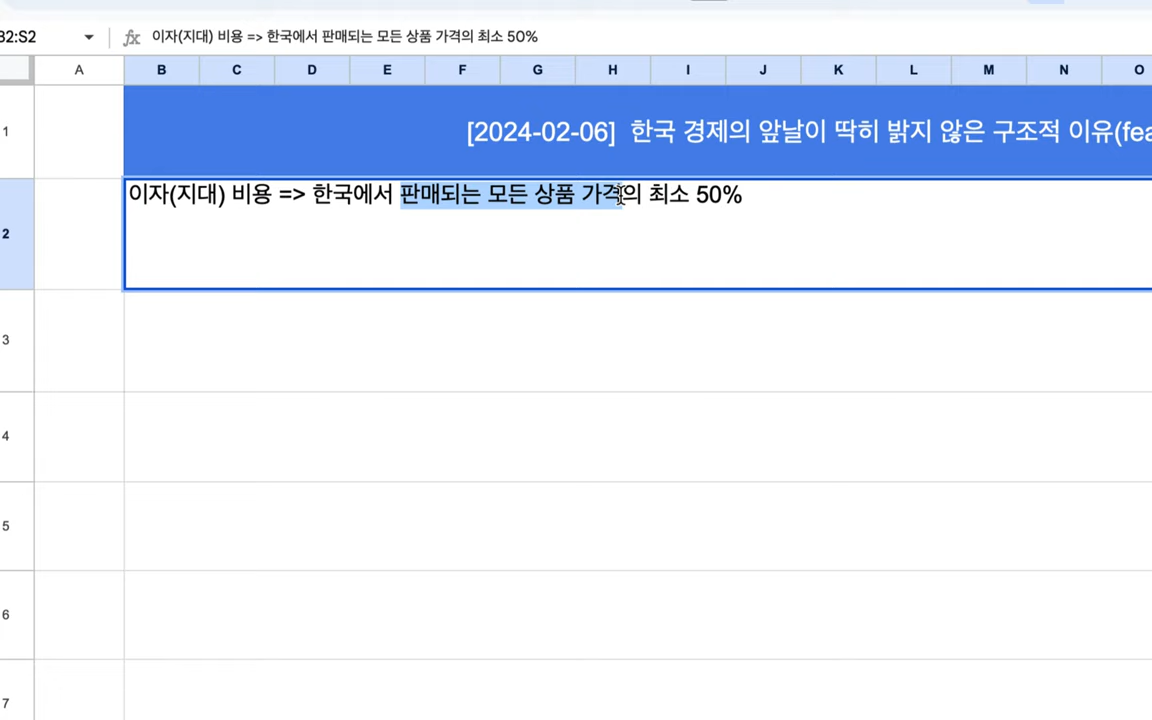 B2:S2
fx 이자(지대) 비용 => 한국에서 판매되는 모든 상품 가격의 최소 50%
A B C D E F G H I J K L M N O
1 [2024-02-06] 한국 경제의 앞날이 딱히 밝지 않은 구조적 이유(fea
2 이자(지대) 비용 => 한국에서 판매되는 모든 상품 가격의 최소 50%
3
4
5
6
7